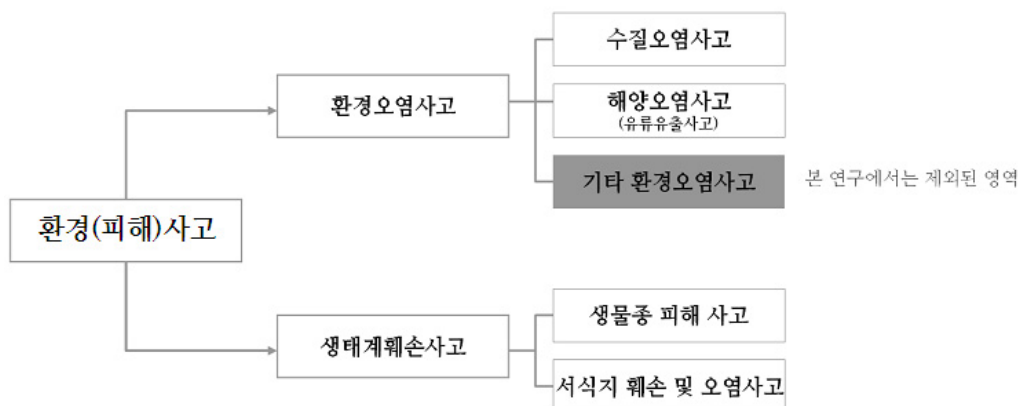 수질오염사고
환경오염사고
해양오염사고
(유류유출사고)
기타 환경오염사고
본 연구에서는 제외된 영역
환경(피해)사고
생물종 피해 사고
생태계훼손사고
서식지 훼손 및 오염사고